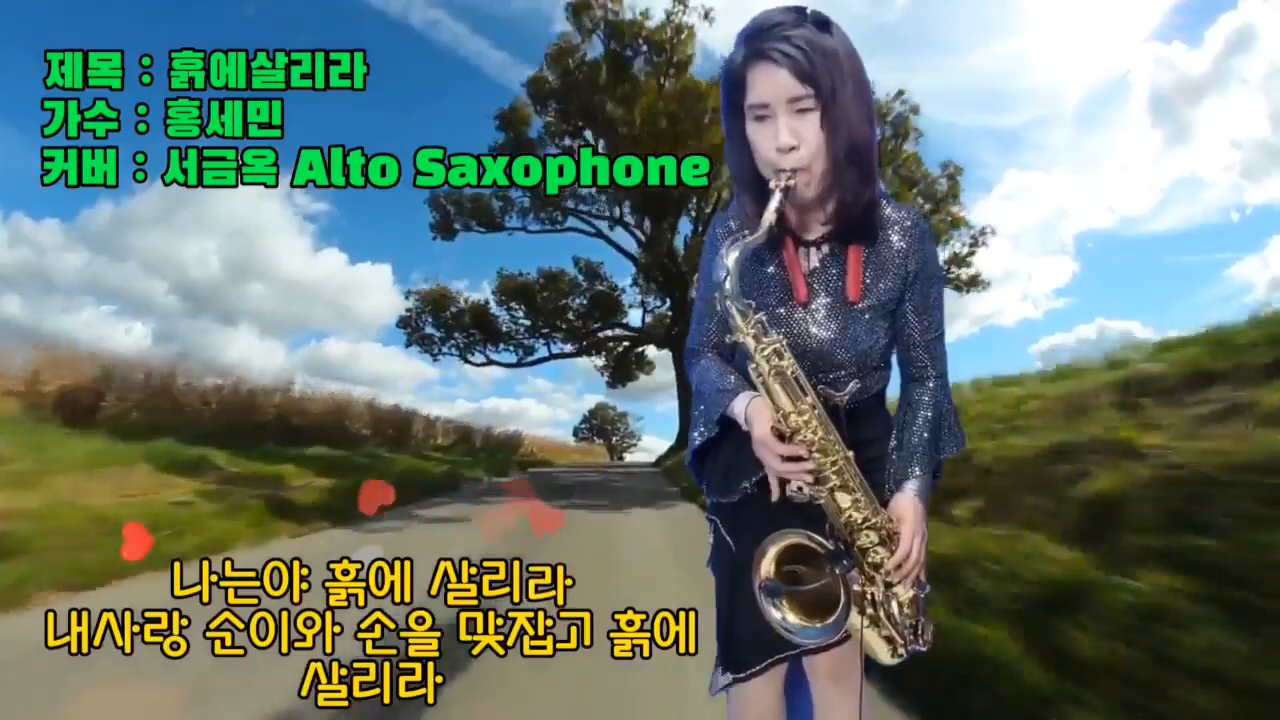 제목 : 흙에살리라
가수 : 홍세민
커버 : 서금옥 Alto Saxophone
나는야 흙에 살리라
내사랑 순이와 손을 맞잡고 흙에
살리라